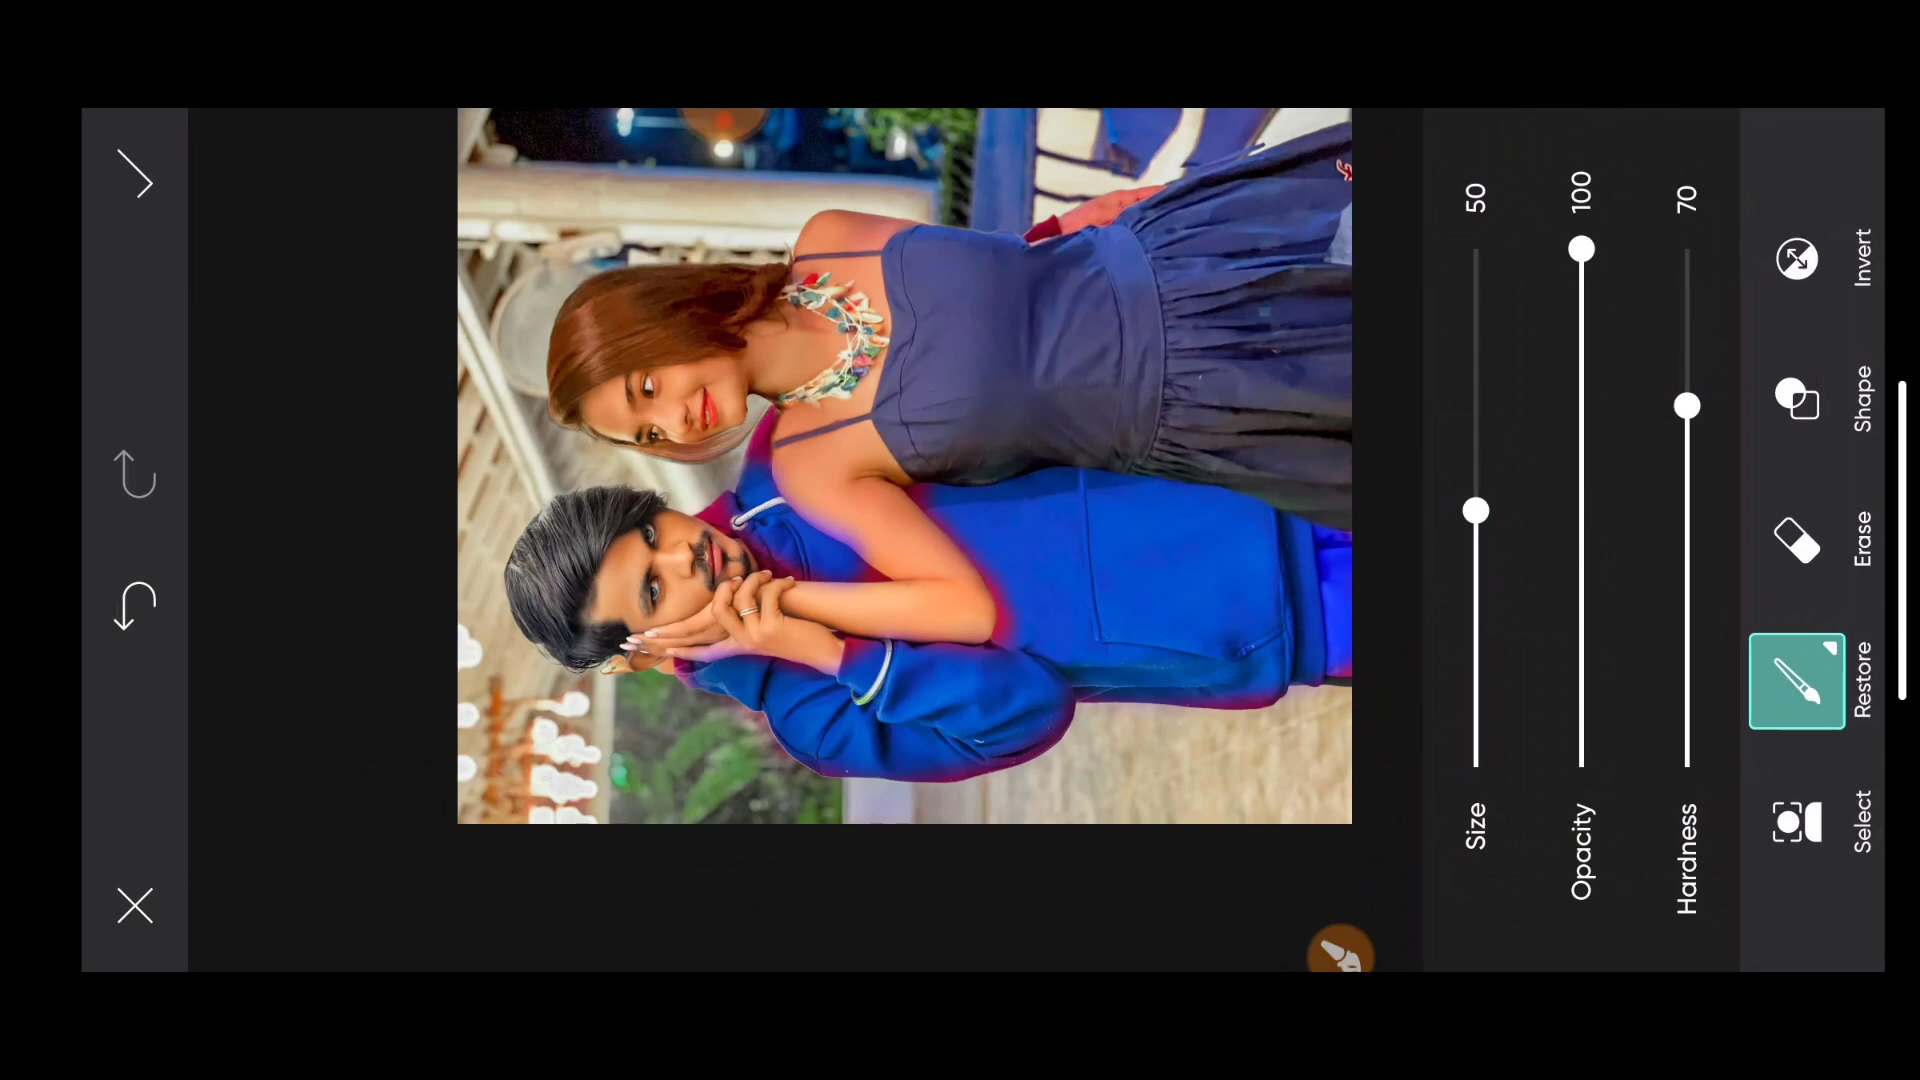 Size 50
Opacity 100
Hardness 70
Select
Restore
Erase
Shape
Invert